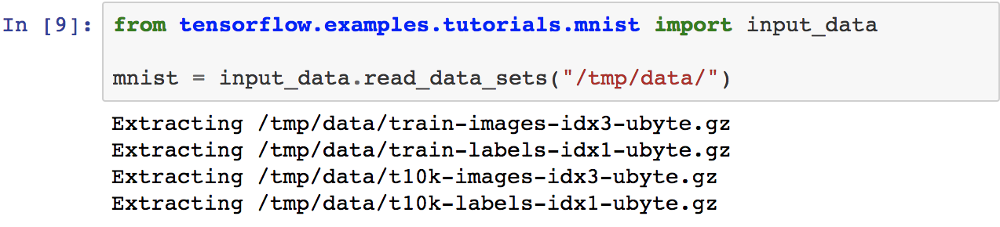 In [9]: from tensorflow.examples.tutorials.mnist import input_data
mnist = input_data.read_data_sets("/tmp/data/")
Extracting /tmp/data/train-images-idx3-ubyte.gz
Extracting /tmp/data/train-labels-idx1-ubyte.gz
Extracting /tmp/data/t10k-images-idx3-ubyte.gz
Extracting /tmp/data/t10k-labels-idx1-ubyte.gz